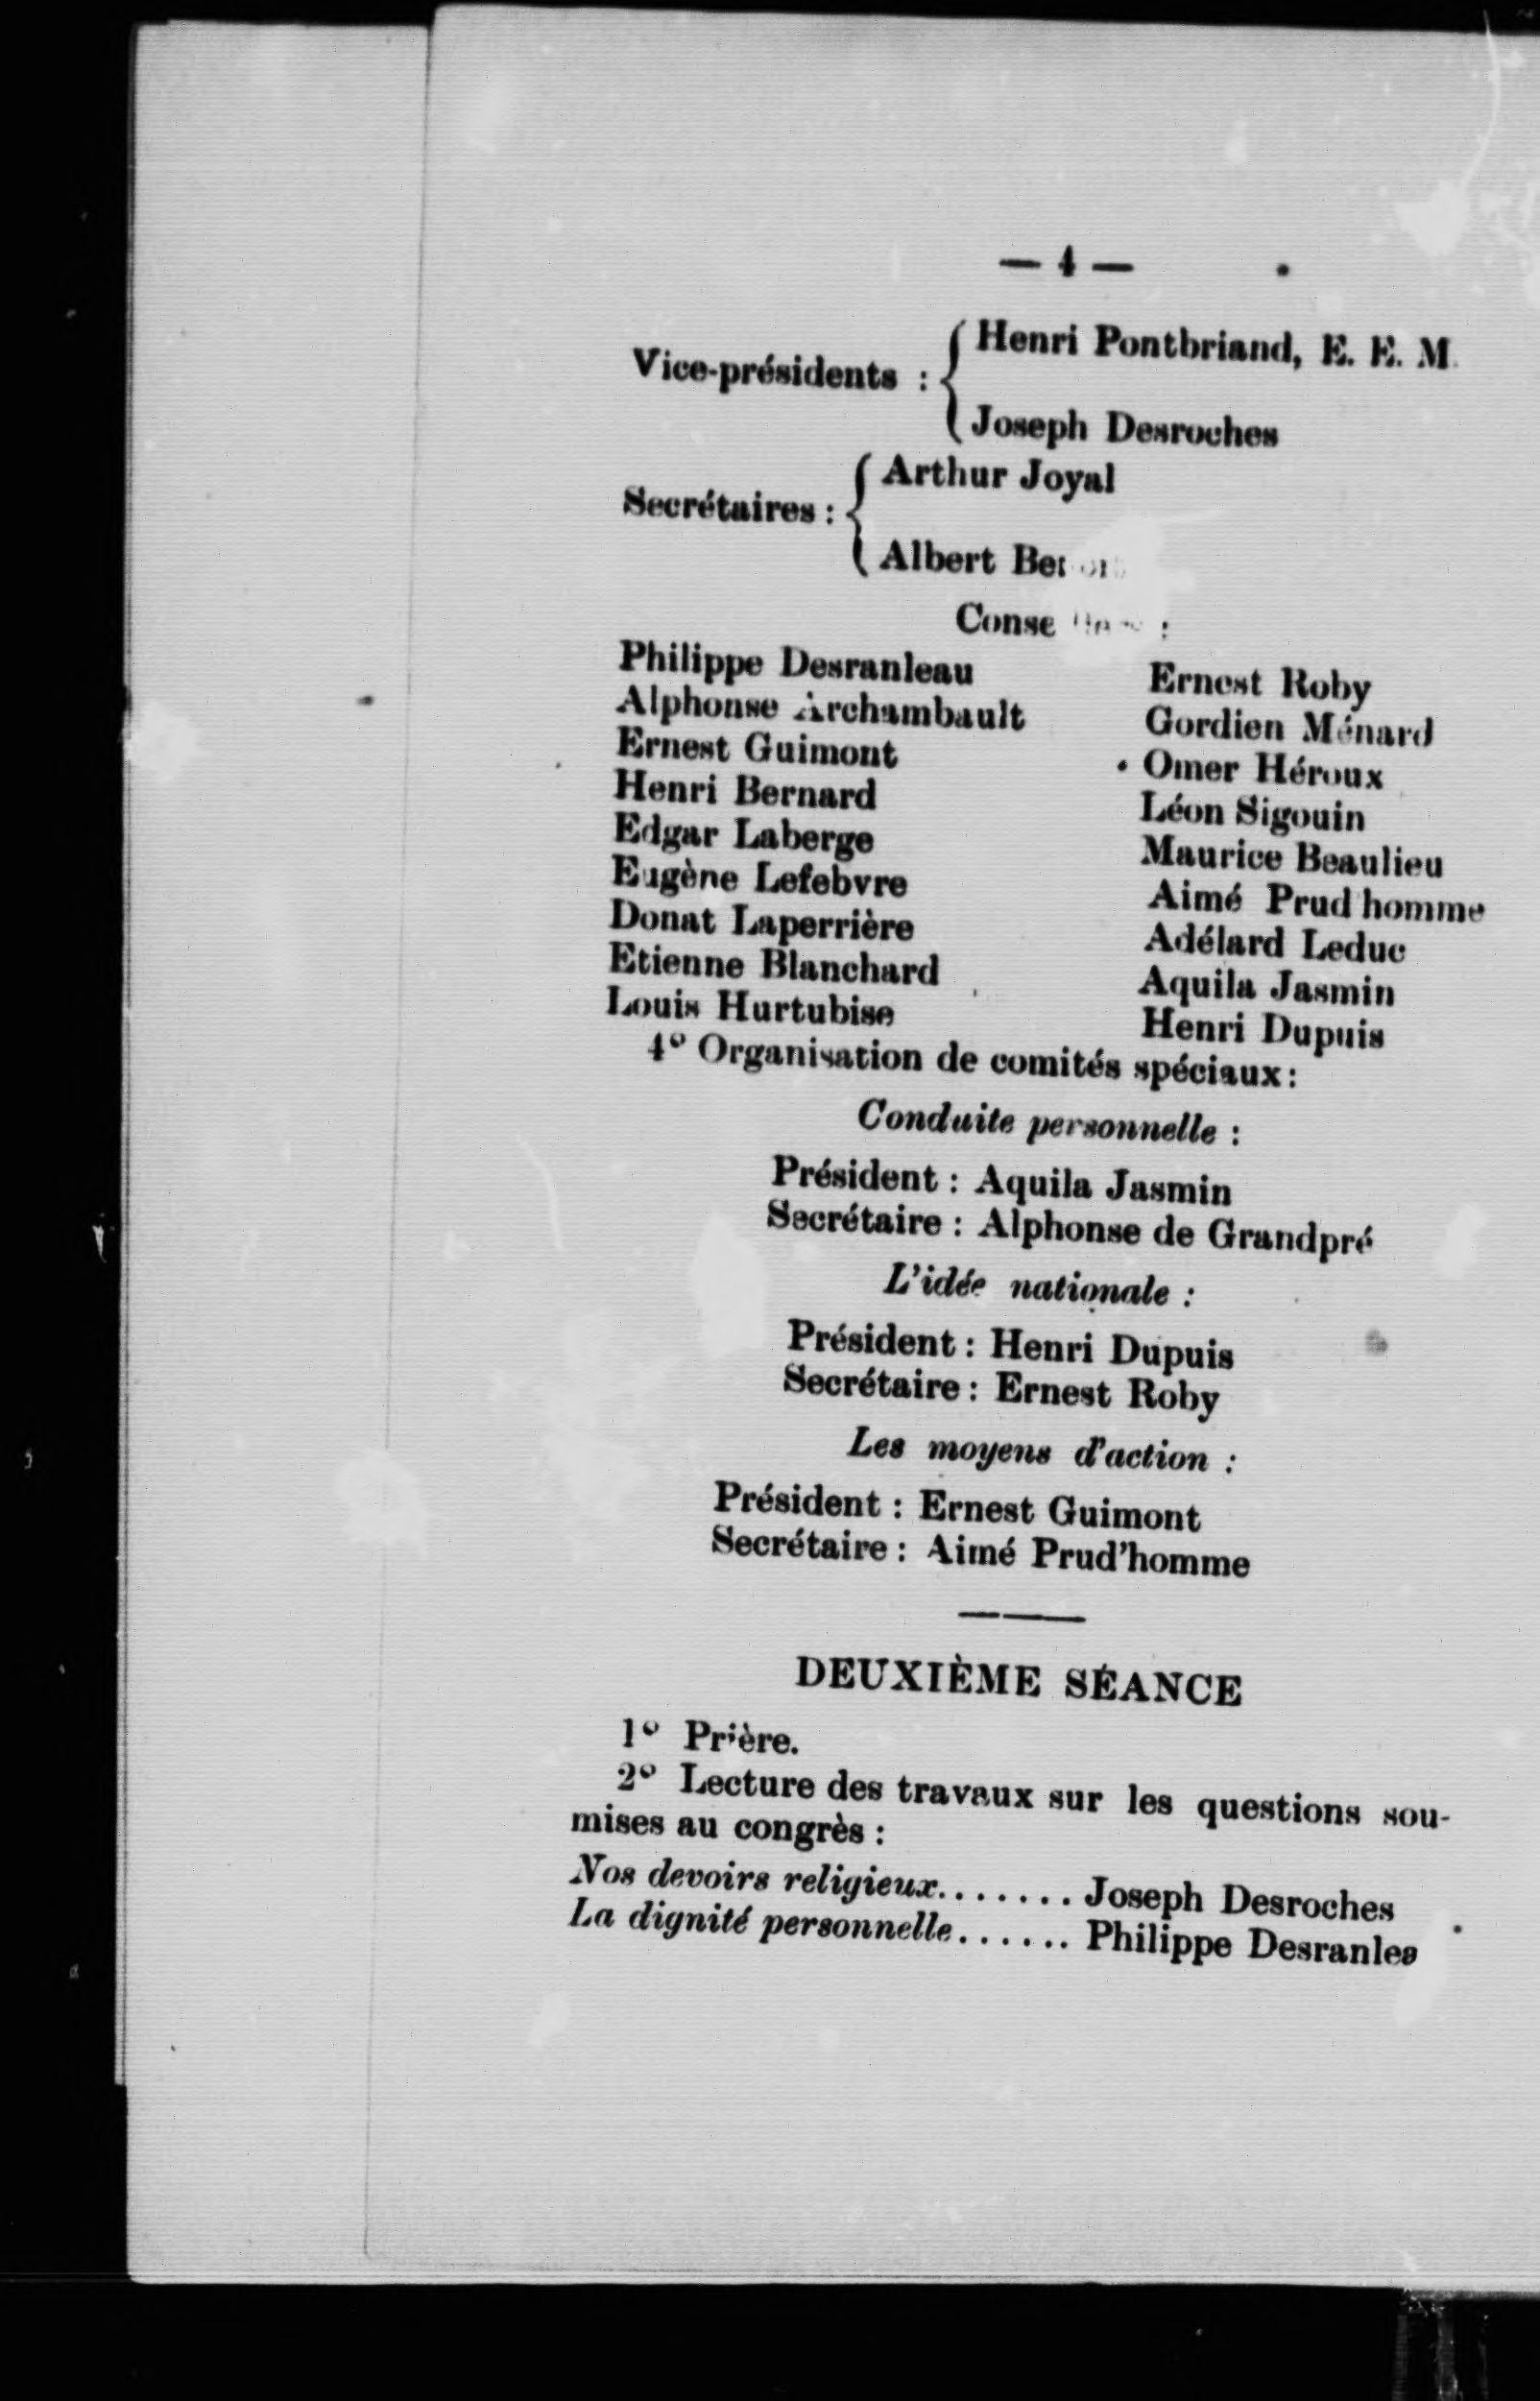 — 4 —
Vice-présidents : { Henri Pontbriand, E. E. M.
Joseph Desroches
Secrétaires : { Arthur Joyal
Albert
Philippe Desranleau
Alphonse Archambault
Ernest Guimont
Henri Bernard
Edgar Laberge
Eugène Lefebvre
Donat Laperrière
Etienne Blanchard
Louis Hurtubise
Ernest Roby
Gordien Ménard
Omer Héroux
Léon Sigouin
Maurice Beaulieu
Aimé Prud'homme
Adélard Leduc
Aquila Jasmin
Henri Dupuis
4° Organisation de comités spéciaux :
Conduite personnelle :
Président : Aquila Jasmin
Secrétaire : Alphonse de Grandpré
L'idée nationale :
Président : Henri Dupuis
Secrétaire : Ernest Roby
Les moyens d'action :
Président : Ernest Guimont
Secrétaire : Aimé Prud'homme
DEUXIÈME SÉANCE
1° Prière.
2° Lecture des travaux sur les questions sou-
mises au congrès :
Nos devoirs religieux....... Joseph Desroches
La dignité personnelle...... Philippe Desranlea